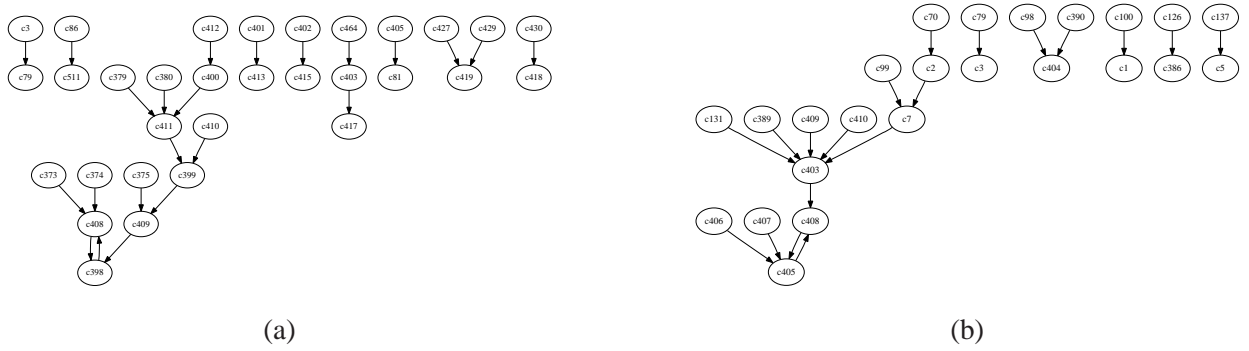 c3 c86 c412 c401 c402 c464 c405 c427 c429 c430
c79 c511 c379 c380 c400 c413 c415 c403 c81 c419 c418
c411 c410 c417
c373 c374 c375 c399
c408 c409
c398
(a)
c70 c79 c98 c390 c100 c126 c137
c99 c2 c3 c404 c1 c386 c5
c131 c389 c409 c410 c7
c403
c406 c407 c408
c405
(b)